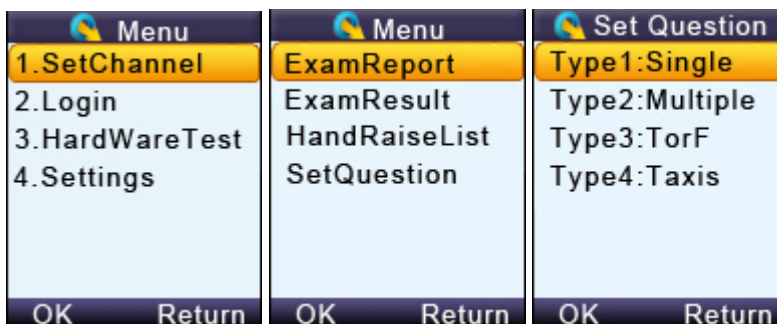 Menu
1.SetChannel
2.Login
3.HardWareTest
4.Settings
OK Return
Menu
ExamReport
ExamResult
HandRaiseList
SetQuestion
OK Return
Set Question
Type1:Single
Type2:Multiple
Type3:TorF
Type4:Taxis
OK Return